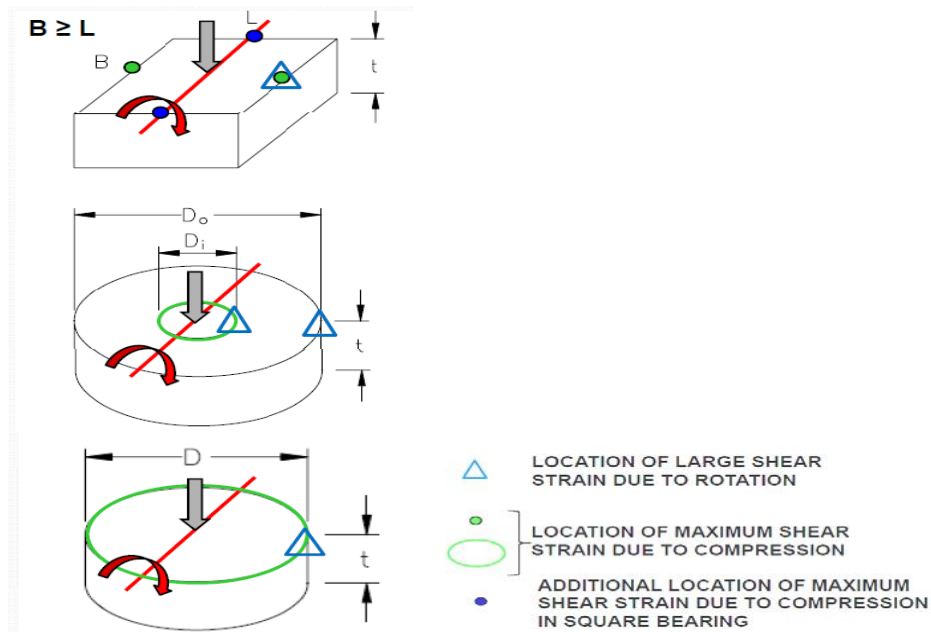 B ≥ L
L
B
t
D₀
Dᵢ
t
D
t
LOCATION OF LARGE SHEAR
STRAIN DUE TO ROTATION
LOCATION OF MAXIMUM SHEAR
STRAIN DUE TO COMPRESSION
ADDITIONAL LOCATION OF MAXIMUM
SHEAR STRAIN DUE TO COMPRESSION
IN SQUARE BEARING